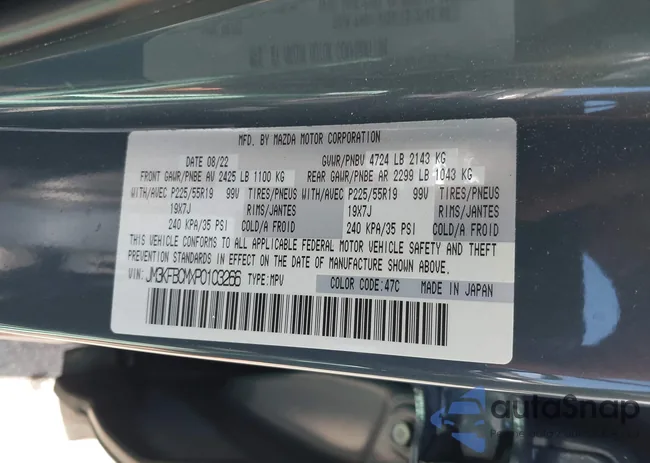 MFD. BY MAZDA MOTOR CORPORATION
DATE 08/22 GVWR/PNBV 4724 LB 2143 KG
FRONT GAWR/PNBE AV 2425 LB 1100 KG REAR GAWR/PNBE AR 2299 LB 1043 KG
WITH/AVEC P225/55R19 99V TIRES/PNEUS WITH/AVEC P225/55R19 99V TIRES/PNEUS
19X7J RIMS/JANTES 19X7J RIMS/JANTES
240 KPA/35 PSI COLD/A FROID 240 KPA/35 PSI COLD/A FROID
THIS VEHICLE CONFORMS TO ALL APPLICABLE FEDERAL MOTOR VEHICLE SAFETY AND THEFT
PREVENTION STANDARDS IN EFFECT ON THE DATE OF MANUFACTURE SHOWN ABOVE.
VIN: JM3KFBCMXP0103266 TYPE: MPV COLOR CODE: 47C MADE IN JAPAN
autoSnap